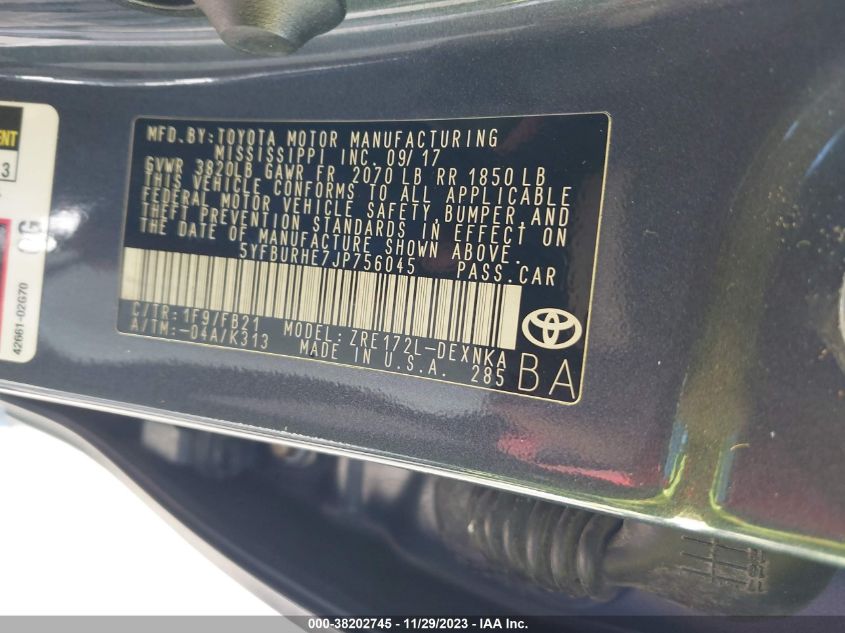 MFD.BY:TOYOTA MOTOR MANUFACTURING
MISSISSIPPI INC. 09/17
GVWR 3820LB GAWR FR 2070 LB RR 1850 LB
THIS VEHICLE CONFORMS TO ALL APPLICABLE
FEDERAL MOTOR VEHICLE SAFETY, BUMPER, AND
THEFT PREVENTION STANDARDS IN EFFECT ON
THE DATE OF MANUFACTURE SHOWN ABOVE.
5YFBURHE7JP756045 PASS.CAR
C/TR:1F9/FB21 MODEL:ZRE172L-DEXNKA
A/TM:-04A/K313 MADE IN U.S.A. 285
BA
42661-02G70
000-38202745 - 11/29/2023 - IAA Inc.